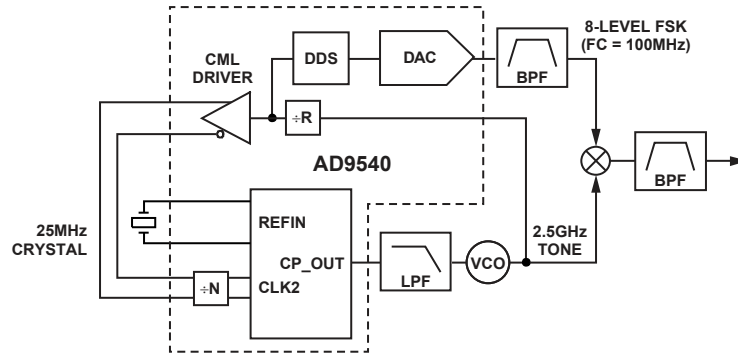 8-LEVEL FSK
(FC = 100MHz)
CML
DRIVER
DDS
DAC
BPF
÷R
AD9540
BPF
25MHz
CRYSTAL
REFIN
CP_OUT
CLK2
÷N
LPF
VCO
2.5GHz
TONE